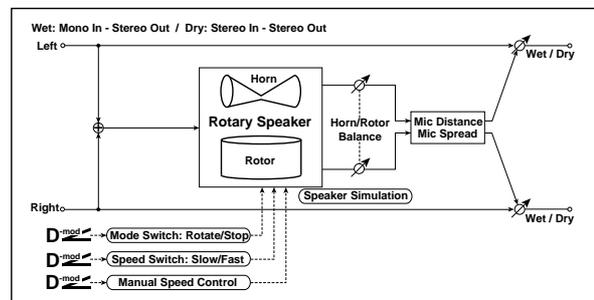 Wet: Mono In - Stereo Out / Dry: Stereo In - Stereo Out
Left
Wet / Dry
Horn
Rotary Speaker
Rotor
Horn/Rotor
Balance
Mic Distance
Mic Spread
Speaker Simulation
Right
Wet / Dry
D-mod
Mode Switch: Rotate/Stop
D-mod
Speed Switch: Slow/Fast
D-mod
Manual Speed Control